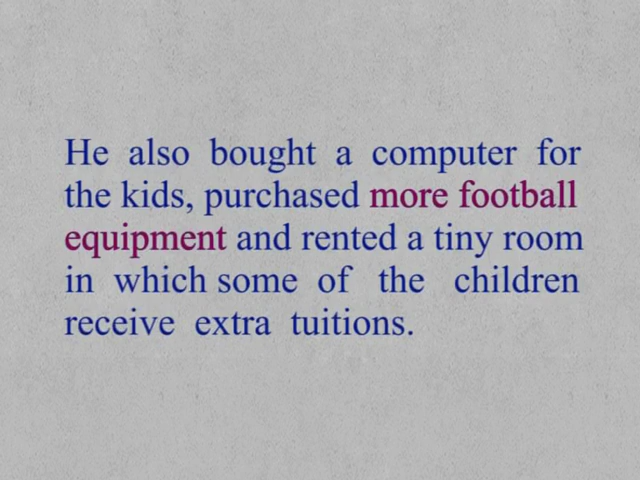 He also bought a computer for
the kids, purchased more football
equipment and rented a tiny room
in which some of the children
receive extra tuitions.